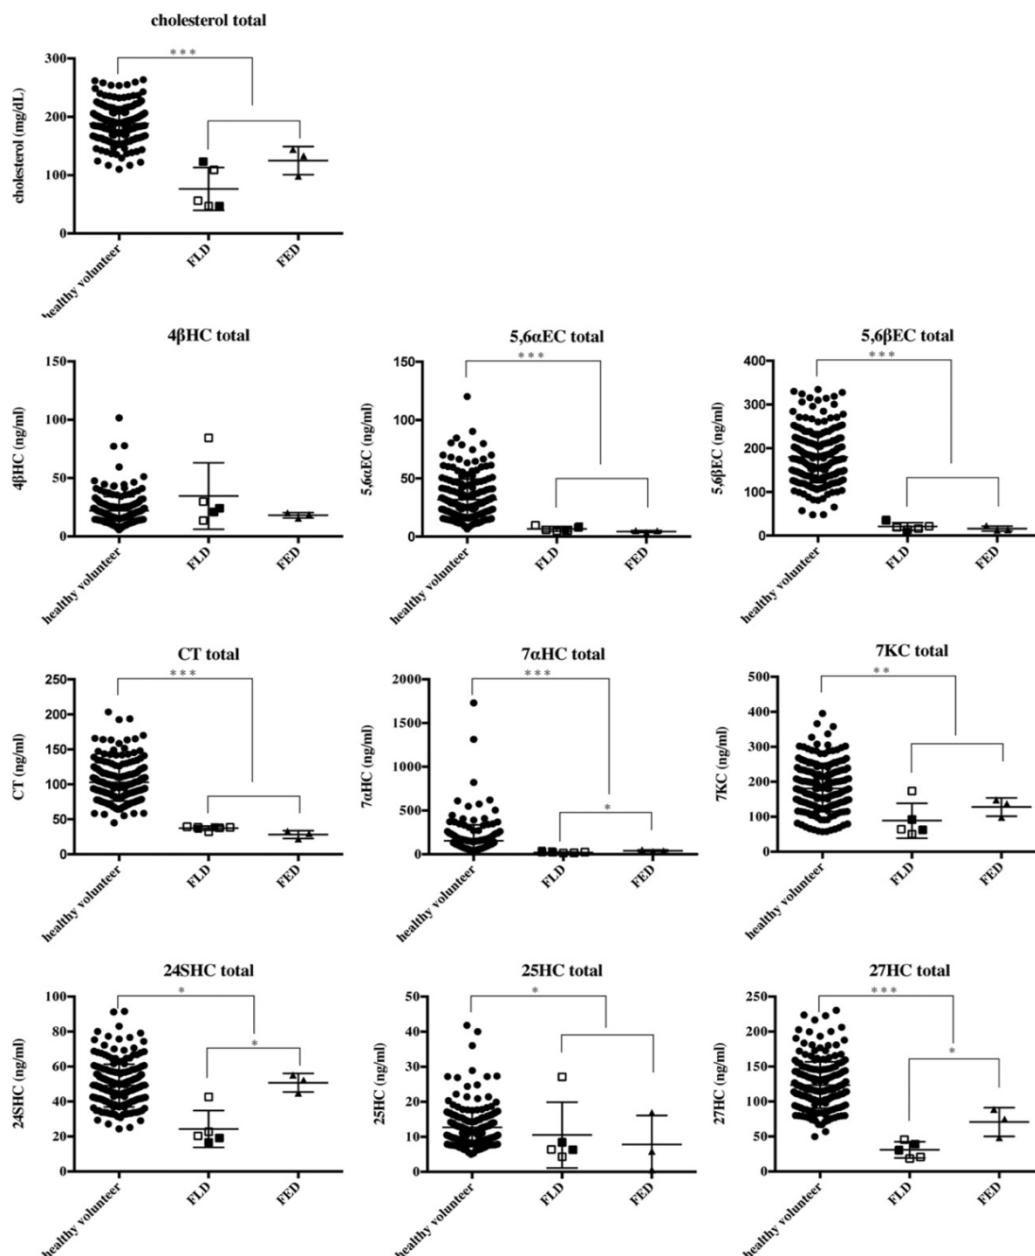 cholesterol total
***
cholesterol (mg/dL)
300
200
100
0
healthy volunteer
FLD
FED
4βHC total
4βHC (ng/ml)
150
100
50
0
healthy volunteer
FLD
FED
5,6αEC total
***
5,6αEC (ng/ml)
150
100
50
0
healthy volunteer
FLD
FED
5,6βEC total
***
5,6βEC (ng/ml)
400
300
200
100
0
healthy volunteer
FLD
FED
CT total
***
CT (ng/ml)
250
200
150
100
50
0
healthy volunteer
FLD
FED
7αHC total
***
*
7αHC (ng/ml)
2000
1500
1000
500
0
healthy volunteer
FLD
FED
7KC total
**
7KC (ng/ml)
500
400
300
200
100
0
healthy volunteer
FLD
FED
24SHC total
*
*
24SHC (ng/ml)
100
80
60
40
20
0
healthy volunteer
FLD
FED
25HC total
*
25HC (ng/ml)
50
40
30
20
10
0
healthy volunteer
FLD
FED
27HC total
***
*
27HC (ng/ml)
250
200
150
100
50
0
healthy volunteer
FLD
FED